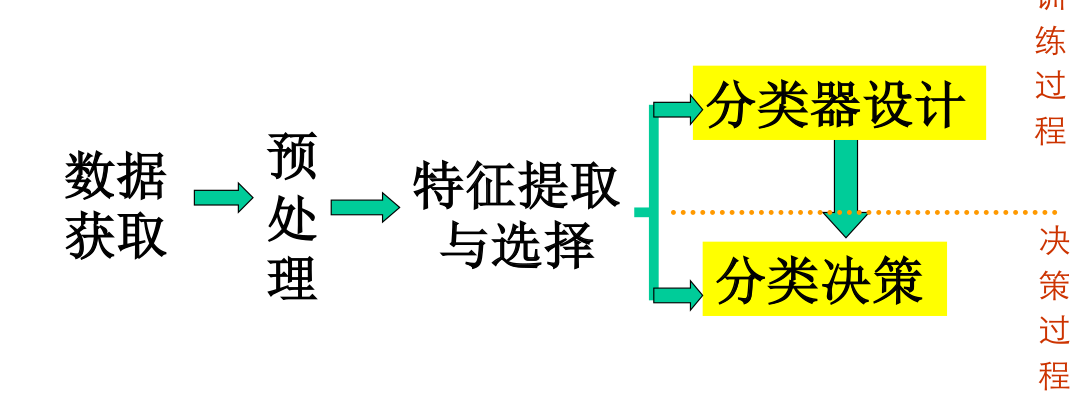 数据
获取
预
处
理
特征提取
与选择
分类器设计
分类决策
训
练
过
程
决
策
过
程